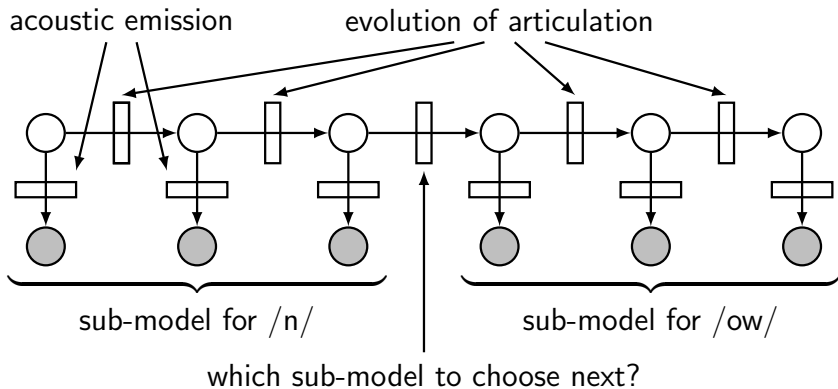 acoustic emission
evolution of articulation
sub-model for /n/
sub-model for /ow/
which sub-model to choose next?